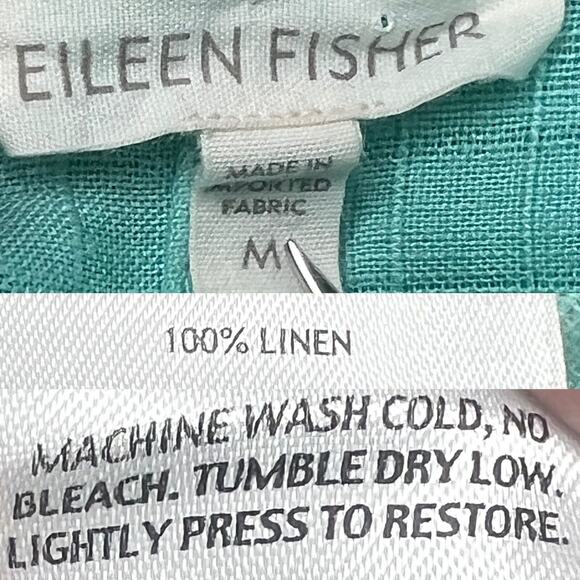 EILEEN FISHER
MADE IN
IMPORTED
FABRIC
M
100% LINEN
MACHINE WASH COLD, NO
BLEACH. TUMBLE DRY LOW.
LIGHTLY PRESS TO RESTORE.